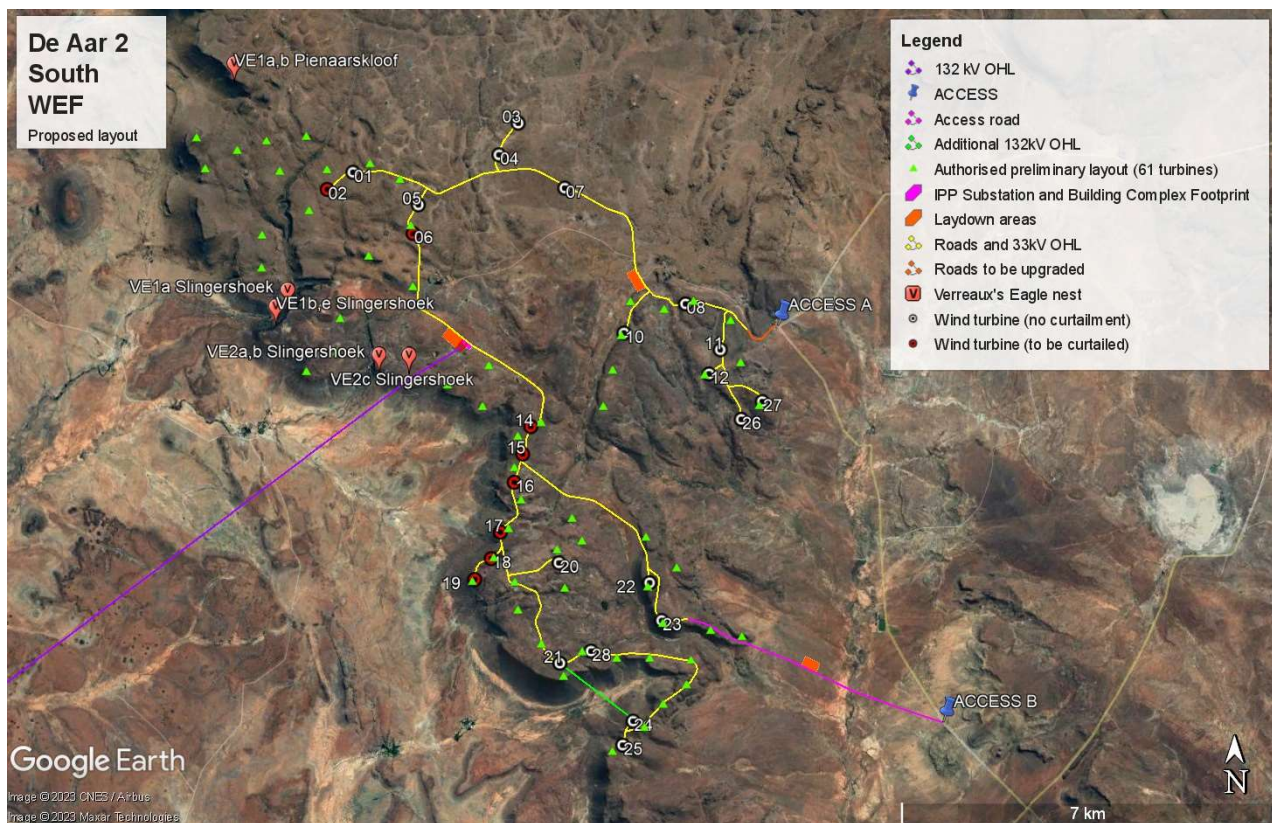 De Aar 2
South
WEF
Proposed layout
Legend
132 kV OHL
ACCESS
Access road
Additional 132kV OHL
Authorised preliminary layout (61 turbines)
IPP Substation and Building Complex Footprint
Laydown areas
Roads and 33kV OHL
Roads to be upgraded
V Verreaux's Eagle nest
Wind turbine (no curtailment)
Wind turbine (to be curtailed)
VE1a,b Pienaarskloof
03
04
01
02
07
05
06
VE1a Slingershoek
V
VE1b,e Slingershoek
ACCESS A
08
10
11
VE2a,b Slingershoek
V
V
VE2c Slingershoek
12
27
26
14
15
16
17
18
20
19
22
23
21
28
ACCESS B
24
25
Google Earth
Image © 2023 CNES / Airbus
Image © 2023 Maxar Technologies
N
7 km